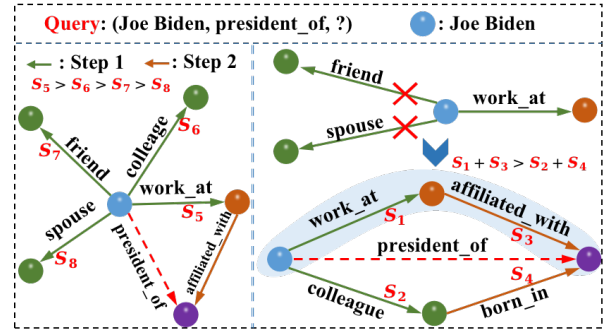 Query: (Joe Biden, president_of, ?)
: Joe Biden
: Step 1
: Step 2
S5 > S6 > S7 > S8
friend
S7
colleage
S6
work_at
S5
spouse
S8
president_of
affiliated_with
friend
work_at
spouse
S1 + S3 > S2 + S4
work_at
S1
affiliated_with
S3
president_of
colleague
S2
born_in
S4